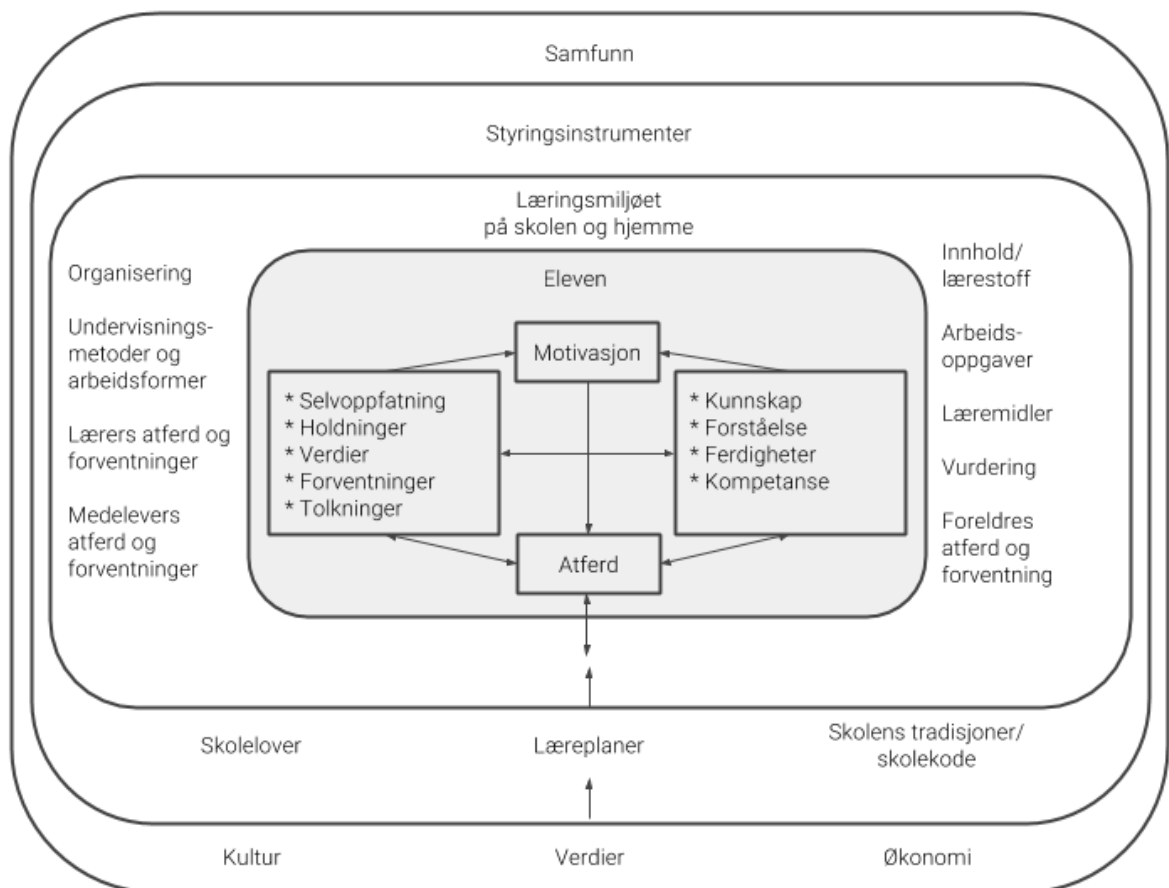 Samfunn
Styringsinstrumenter
Læringsmiljøet
på skolen og hjemme
Organisering
Undervisnings-
metoder og
arbeidsformer
Lærers atferd og
forventninger
Medelevers
atferd og
forventninger
Eleven
Motivasjon
* Selvoppfatning
* Holdninger
* Verdier
* Forventninger
* Tolkninger
* Kunnskap
* Forståelse
* Ferdigheter
* Kompetanse
Atferd
Innhold/
lærestoff
Arbeids-
oppgaver
Læremidler
Vurdering
Foreldres
atferd og
forventning
Skolelover
Læreplaner
Skolens tradisjoner/
skolekode
Kultur
Verdier
Økonomi